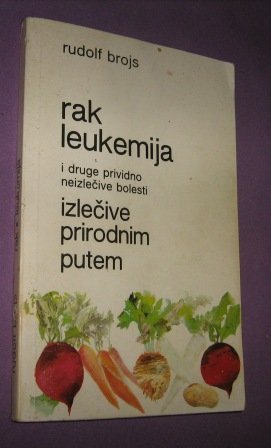 rudolf brojs
rak
leukemija
i druge prividno
neizlečive bolesti
izlečive
prirodnim
putem